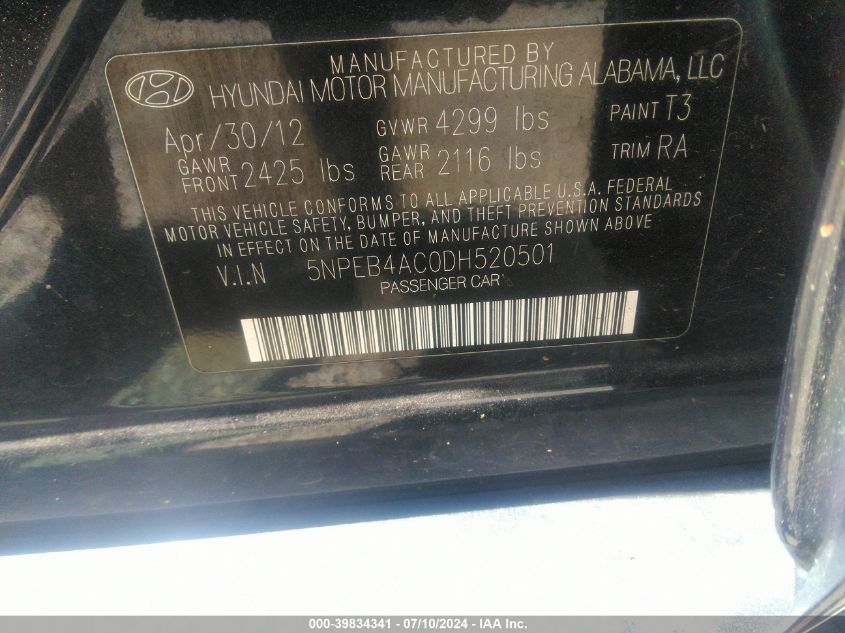 MANUFACTURED BY
HYUNDAI MOTOR MANUFACTURING ALABAMA, LLC
Apr/30/12 GVWR 4299 lbs PAINT T3
GAWR FRONT 2425 lbs GAWR REAR 2116 lbs TRIM RA
THIS VEHICLE CONFORMS TO ALL APPLICABLE U.S.A. FEDERAL
MOTOR VEHICLE SAFETY, BUMPER, AND THEFT PREVENTION STANDARDS
IN EFFECT ON THE DATE OF MANUFACTURE SHOWN ABOVE.
V.I.N 5NPEB4AC0DH520501
PASSENGER CAR
000-39834341 / 07/10/2024 - IAA Inc.